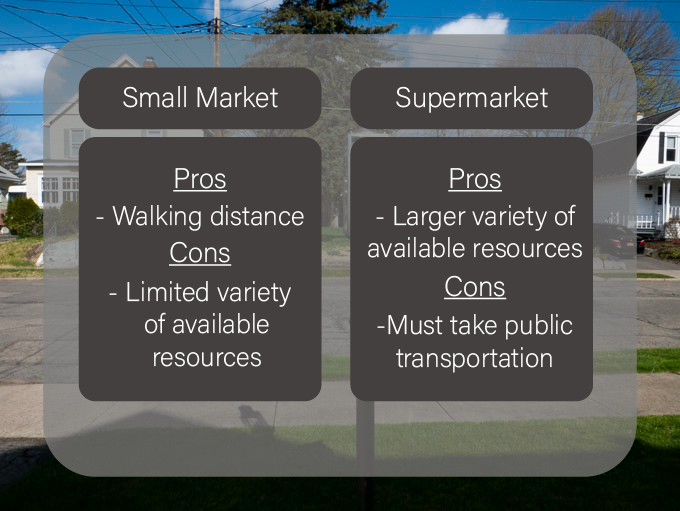 Small Market
Pros
- Walking distance
Cons
- Limited variety
of available
resources
Supermarket
Pros
- Larger variety of
available resources
Cons
-Must take public
transportation